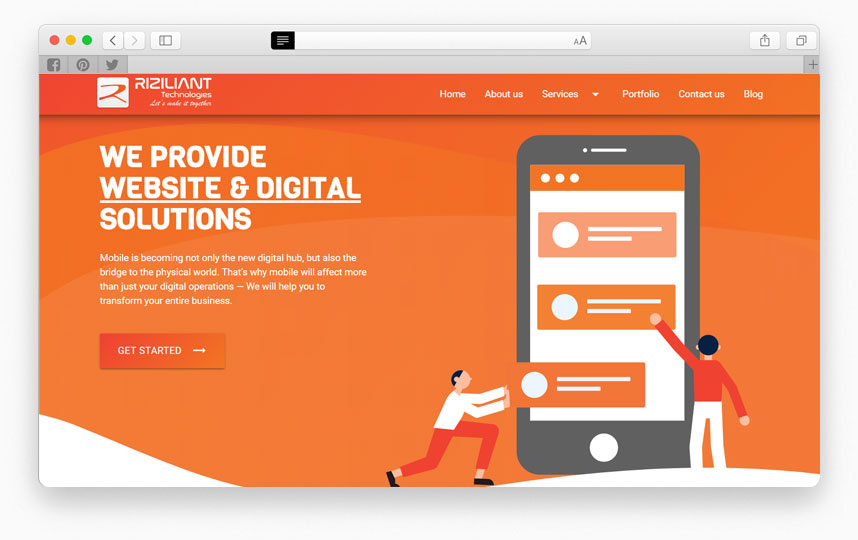 AA
RIZILIANT
Technologies
Let's make it together
Home About us Services Portfolio Contact us Blog
WE PROVIDE
WEBSITE & DIGITAL
SOLUTIONS
Mobile is becoming not only the new digital hub, but also the
bridge to the physical world. That's why mobile will affect more
than just your digital operations — We will help you to
transform your entire business.
GET STARTED